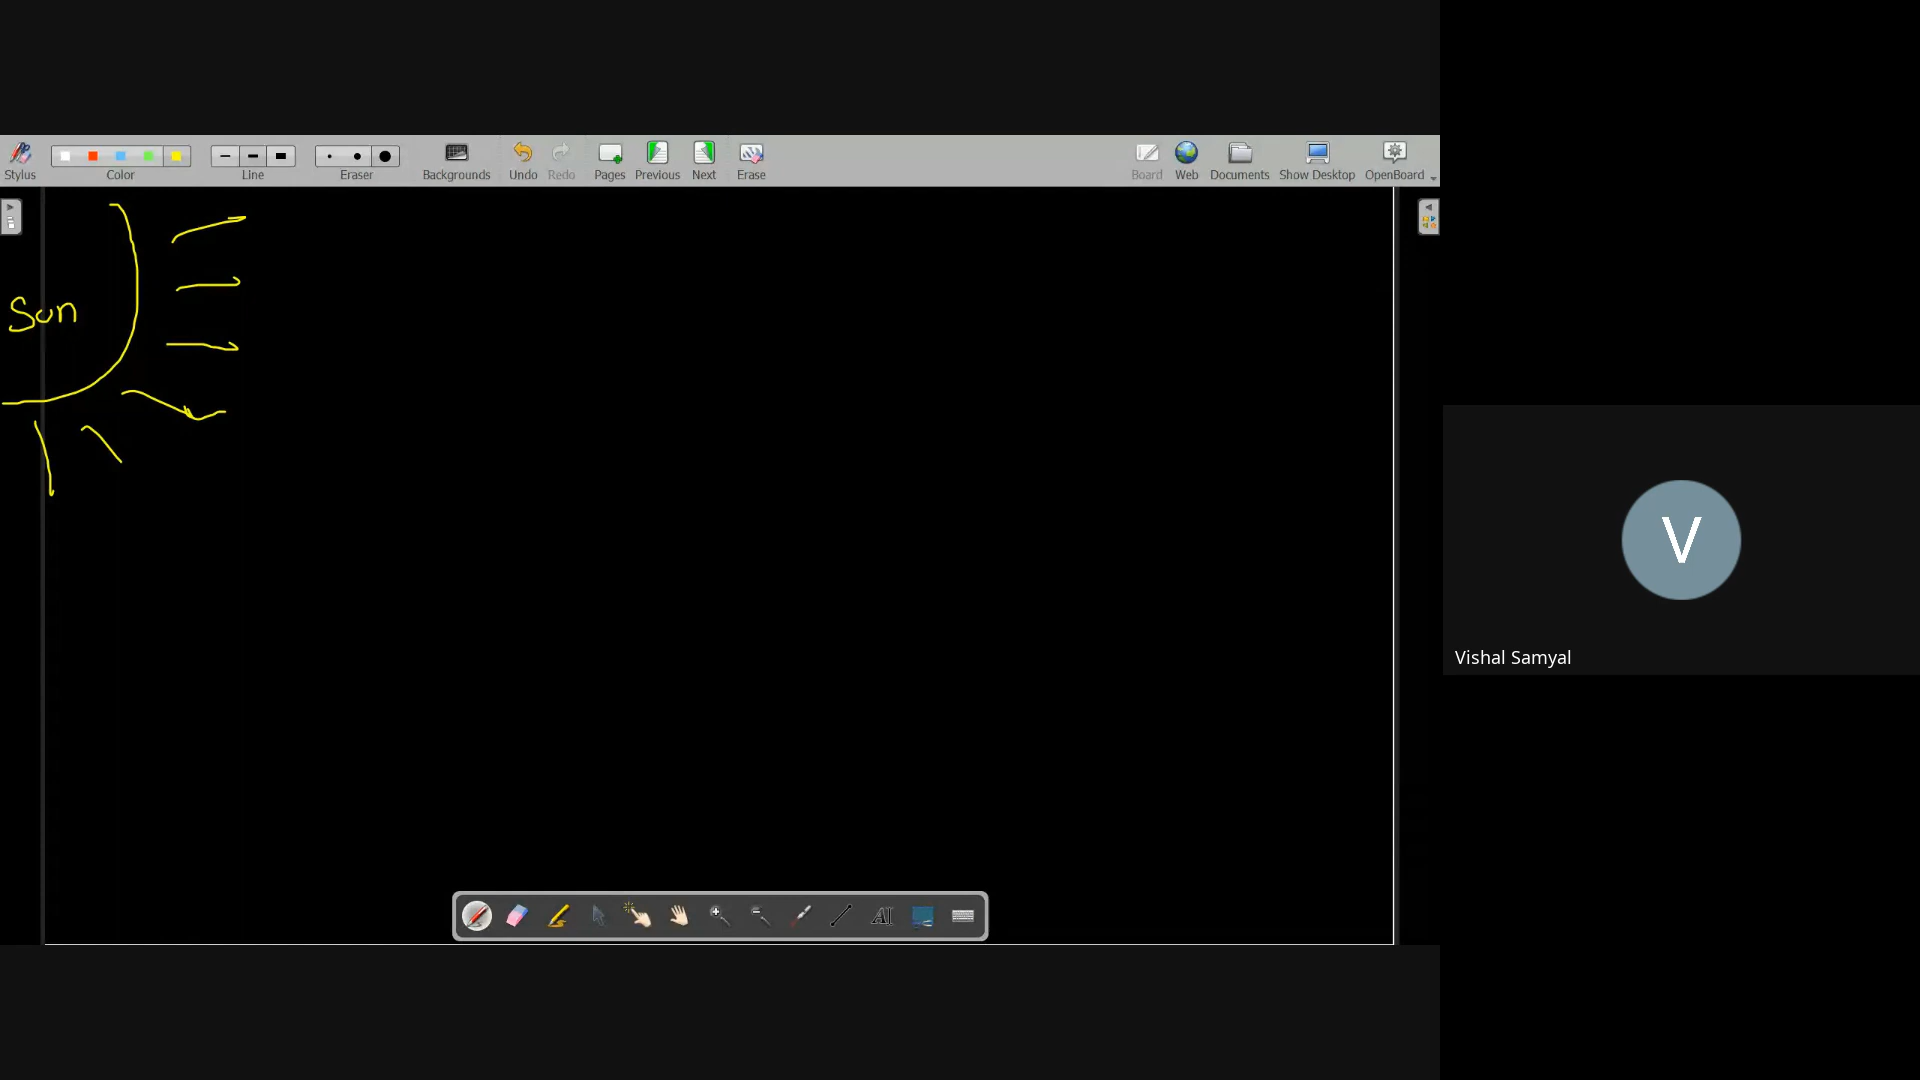 Stylus Color Line Eraser Backgrounds Undo Redo Pages Previous Next Erase Board Web Documents Show Desktop OpenBoard
Sun
V
AI
Vishal Samyal